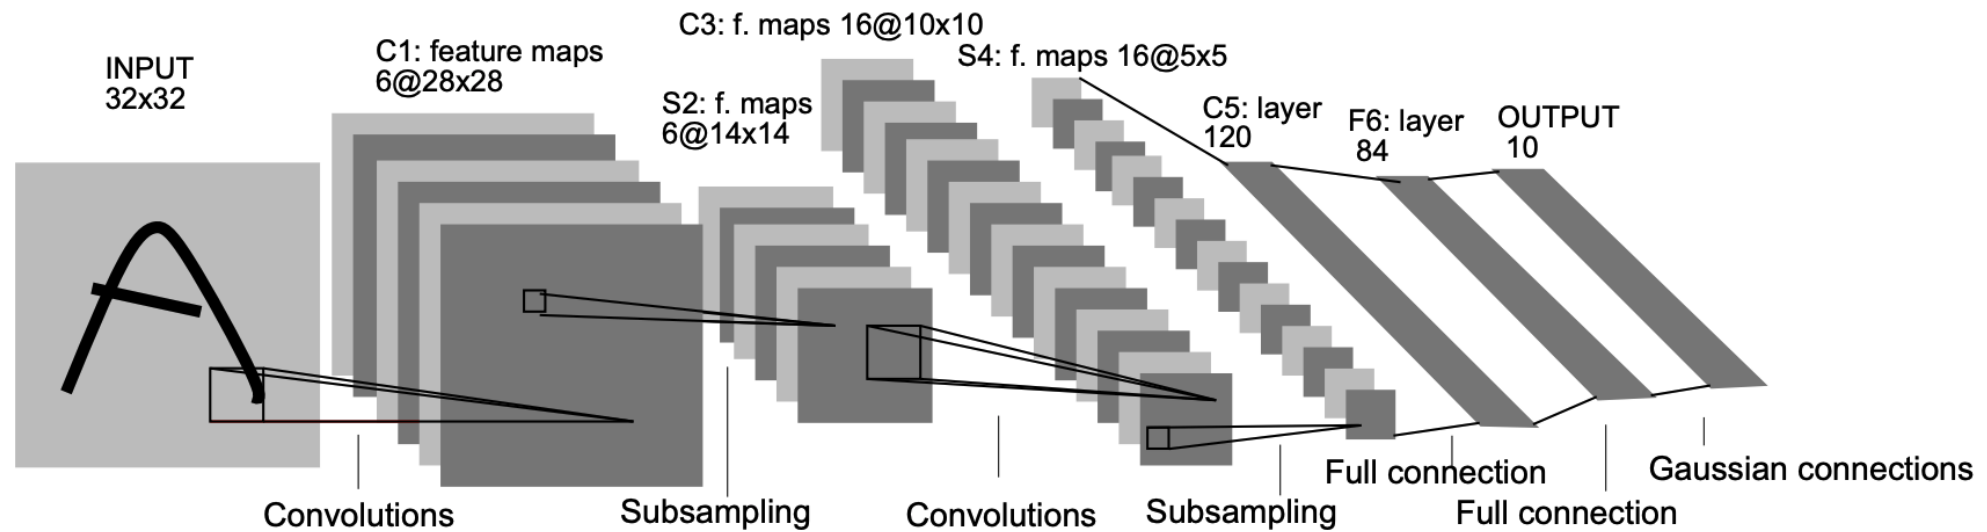 INPUT
32x32
C1: feature maps
6@28x28
S2: f. maps
6@14x14
C3: f. maps 16@10x10
S4: f. maps 16@5x5
C5: layer
120
F6: layer
84
OUTPUT
10
Convolutions
Subsampling
Convolutions
Subsampling
Full connection
Full connection
Gaussian connections